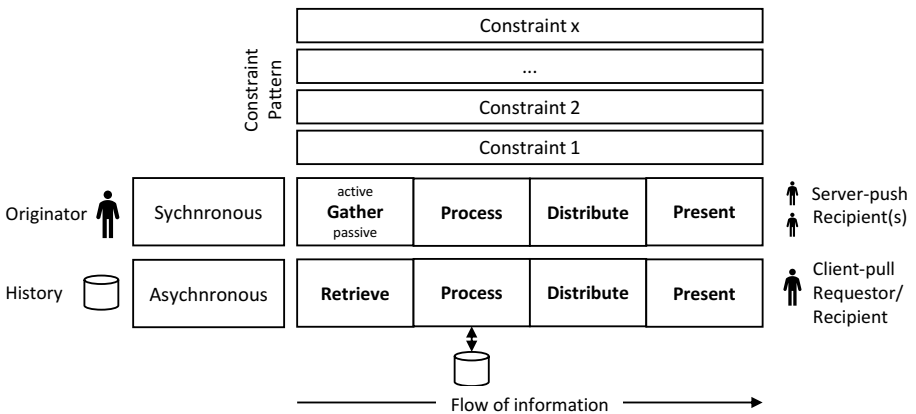 Constraint x
...
Constraint 2
Constraint 1
Constraint
Pattern
Originator
Sychnronous
active
Gather
passive
Process
Distribute
Present
Server-push
Recipient(s)
History
Asychnronous
Retrieve
Process
Distribute
Present
Client-pull
Requestor/
Recipient
Flow of information